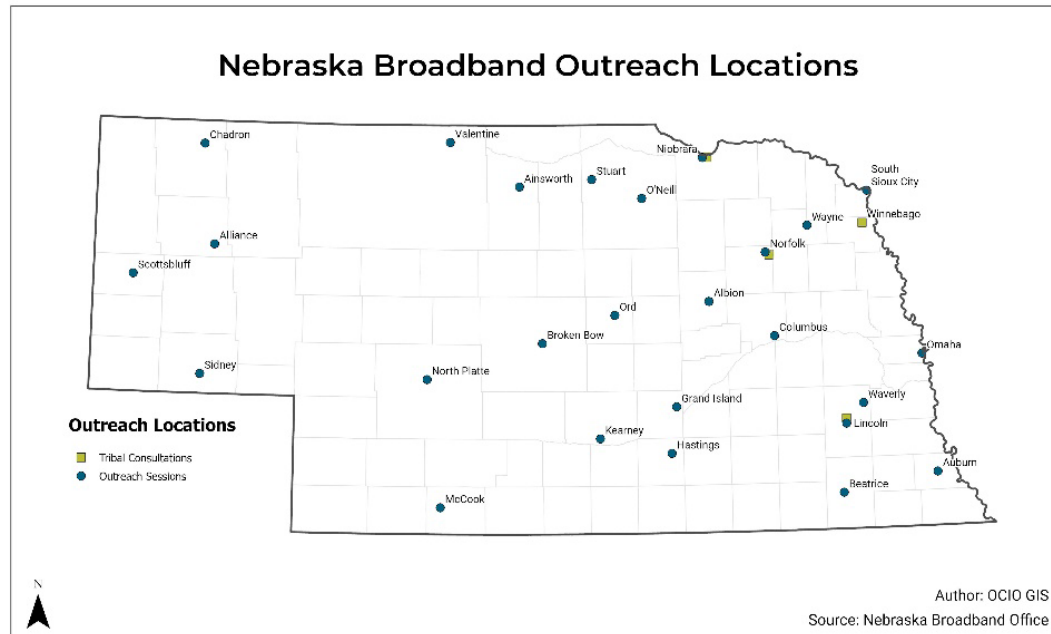 Nebraska Broadband Outreach Locations
Chadron
Valentine
Niobrara
Ainsworth
Stuart
O'Neill
South
Sioux City
Winnebago
Wayne
Norfolk
Alliance
Scottsbluff
Albion
Ord
Columbus
Broken Bow
Omaha
Sidney
North Platte
Waverly
Grand Island
Lincoln
Kearney
Hastings
Auburn
Beatrice
McCook
Outreach Locations
Tribal Consultations
Outreach Sessions
N
Author: OCIO GIS
Source: Nebraska Broadband Office